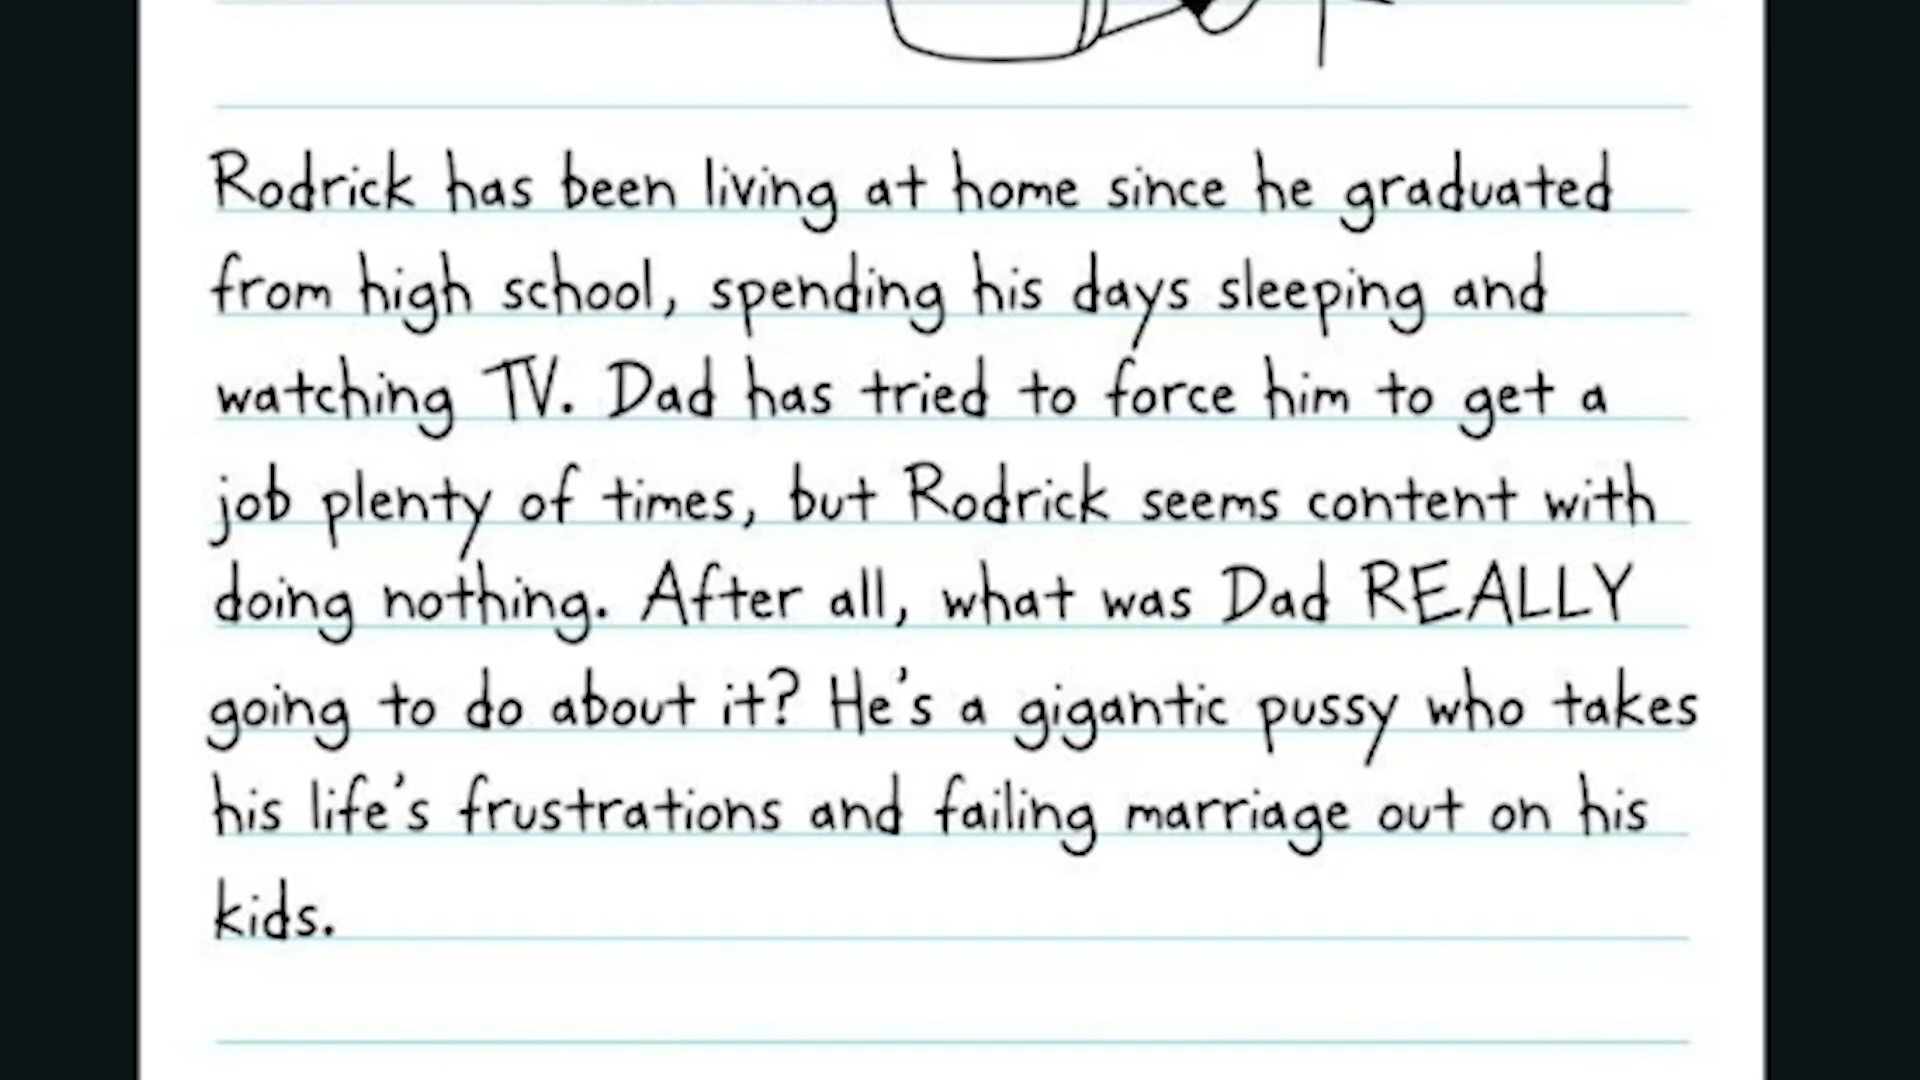 Rodrick has been living at home since he graduated
from high school, spending his days sleeping and
watching TV. Dad has tried to force him to get a
job plenty of times, but Rodrick seems content with
doing nothing. After all, what was Dad REALLY
going to do about it? He's a gigantic pussy who takes
his life's frustrations and failing marriage out on his
kids.